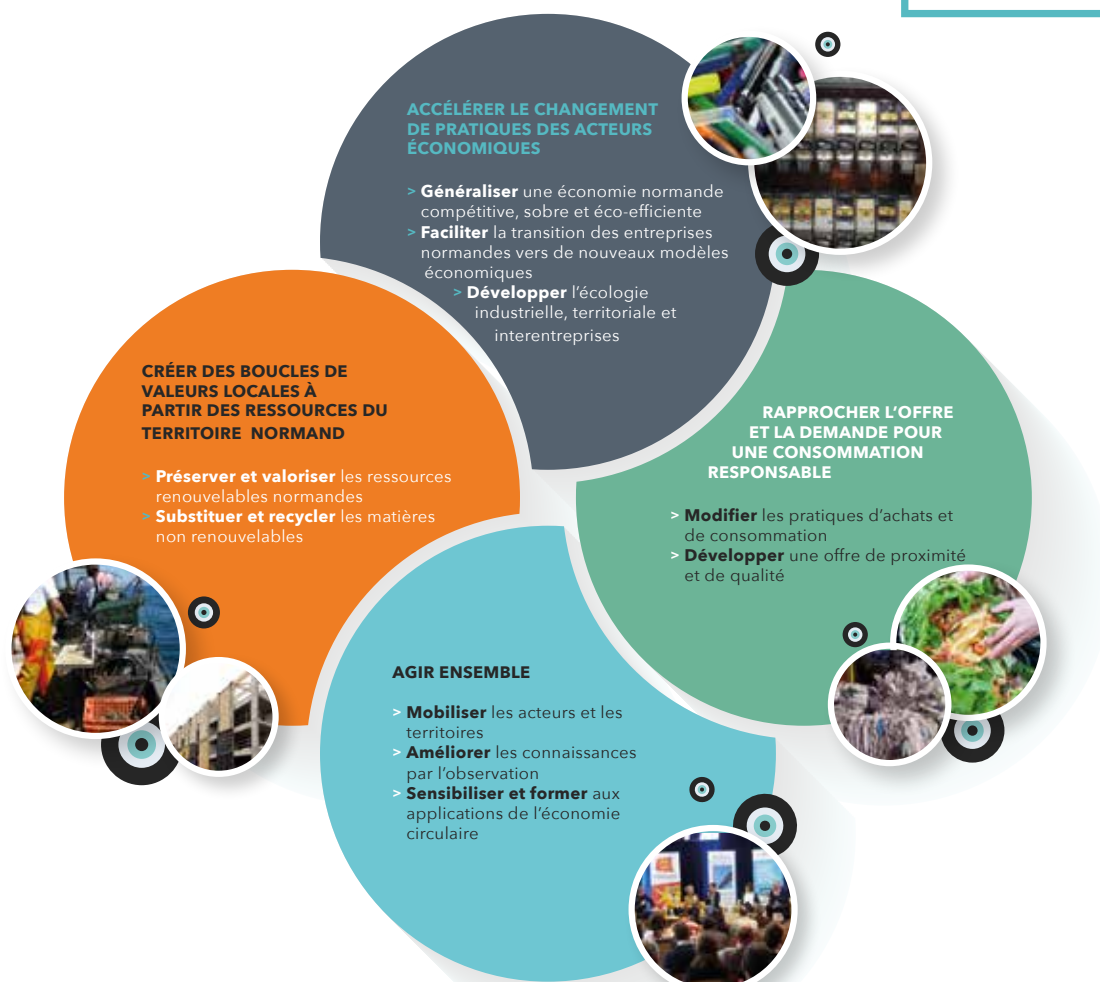 ACCÉLÉRER LE CHANGEMENT
DE PRATIQUES DES ACTEURS
ÉCONOMIQUES
> Généraliser une économie normande
compétitive, sobre et éco-efficiente
> Faciliter la transition des entreprises
normandes vers de nouveaux modèles
économiques
> Développer l’écologie
industrielle, territoriale et
interentreprises
CRÉER DES BOUCLES DE
VALEURS LOCALES À
PARTIR DES RESSOURCES DU
TERRITOIRE NORMAND
> Préserver et valoriser les ressources
renouvelables normandes
> Substituer et recycler les matières
non renouvelables
RAPPROCHER L’OFFRE
ET LA DEMANDE POUR
UNE CONSOMMATION
RESPONSABLE
> Modifier les pratiques d’achats et
de consommation
> Développer une offre de proximité
et de qualité
AGIR ENSEMBLE
> Mobiliser les acteurs et les
territoires
> Améliorer les connaissances
par l’observation
> Sensibiliser et former aux
applications de l’économie
circulaire